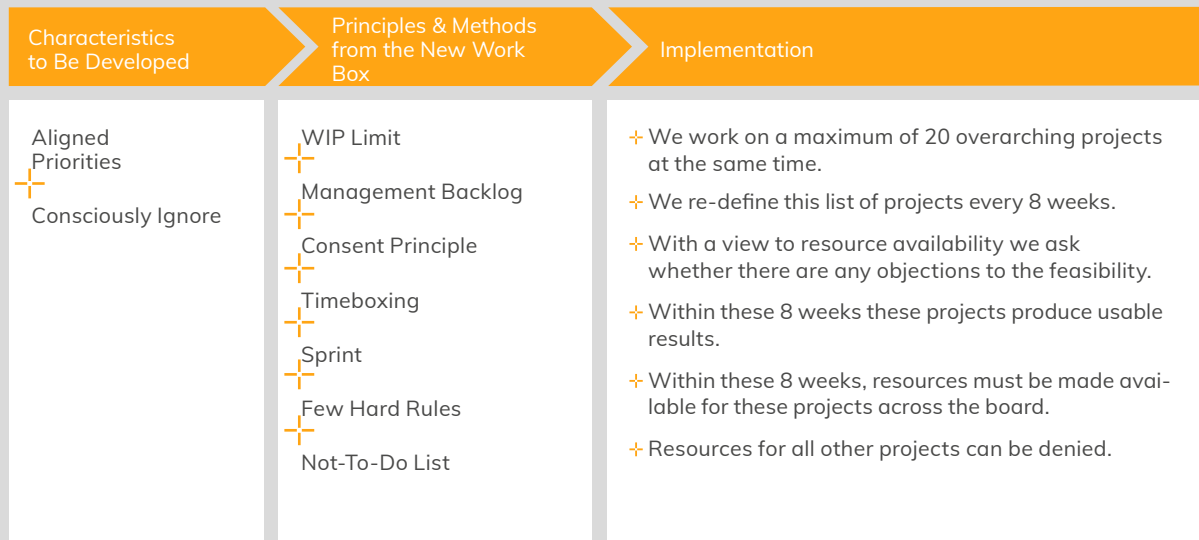 Characteristics
to Be Developed
Principles & Methods
from the New Work
Box
Implementation
Aligned
Priorities
Consciously Ignore
WIP Limit
Management Backlog
Consent Principle
Timeboxing
Sprint
Few Hard Rules
Not-To-Do List
We work on a maximum of 20 overarching projects
at the same time.
We re-define this list of projects every 8 weeks.
With a view to resource availability we ask
whether there are any objections to the feasibility.
Within these 8 weeks these projects produce usable
results.
Within these 8 weeks, resources must be made avai-
lable for these projects across the board.
Resources for all other projects can be denied.